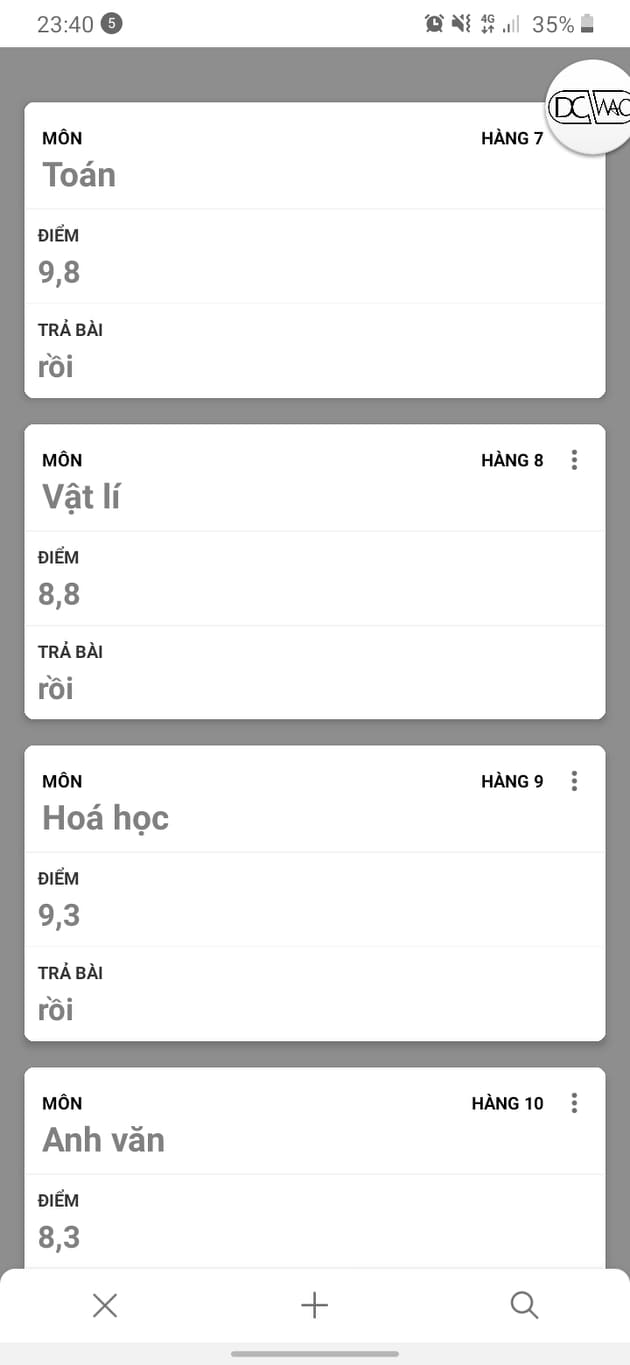 23:40 5 4G 35%
MÔN HÀNG 7
Toán
ĐIỂM
9,8
TRẢ BÀI
rồi
MÔN HÀNG 8
Vật lí
ĐIỂM
8,8
TRẢ BÀI
rồi
MÔN HÀNG 9
Hoá học
ĐIỂM
9,3
TRẢ BÀI
rồi
MÔN HÀNG 10
Anh văn
ĐIỂM
8,3